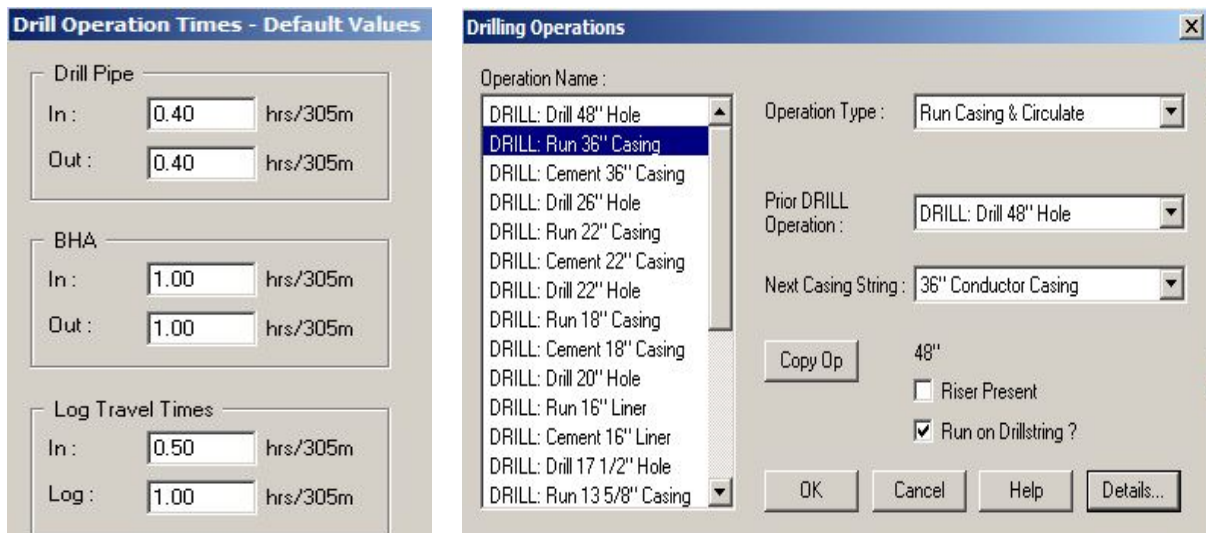 Drill Operation Times - Default Values
Drill Pipe
In : 0.40 hrs/305m
Out : 0.40 hrs/305m
BHA
In : 1.00 hrs/305m
Out : 1.00 hrs/305m
Log Travel Times
In : 0.50 hrs/305m
Log : 1.00 hrs/305m
Drilling Operations
Operation Name :
DRILL: Drill 48" Hole
DRILL: Run 36" Casing
DRILL: Cement 36" Casing
DRILL: Drill 26" Hole
DRILL: Run 22" Casing
DRILL: Cement 22" Casing
DRILL: Drill 22" Hole
DRILL: Run 18" Casing
DRILL: Cement 18" Casing
DRILL: Drill 20" Hole
DRILL: Run 16" Liner
DRILL: Cement 16" Liner
DRILL: Drill 17 1/2" Hole
DRILL: Run 13 5/8" Casing
Operation Type : Run Casing & Circulate
Prior DRILL
Operation : DRILL: Drill 48" Hole
Next Casing String : 36" Conductor Casing
Copy Op 48"
Riser Present
Run on Drillstring ?
OK Cancel Help Details...